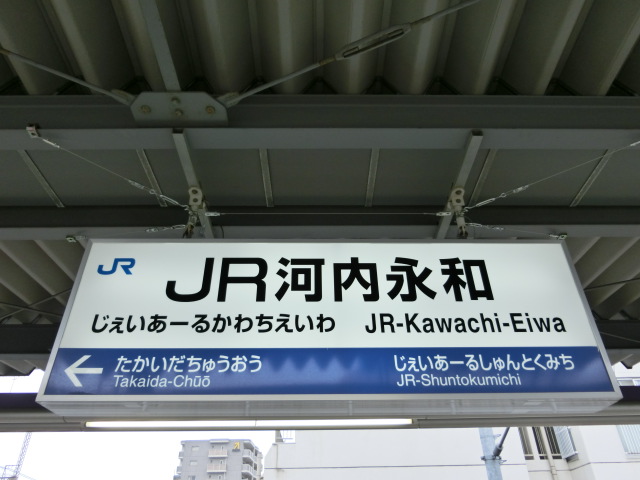 JR
JR河内永和
じぇいあーるかわちえいわ JR-Kawachi-Eiwa
たかいだちゅうおう じぇいあーるしゅんとくみち
Takaida-Chūō JR-Shuntokumichi